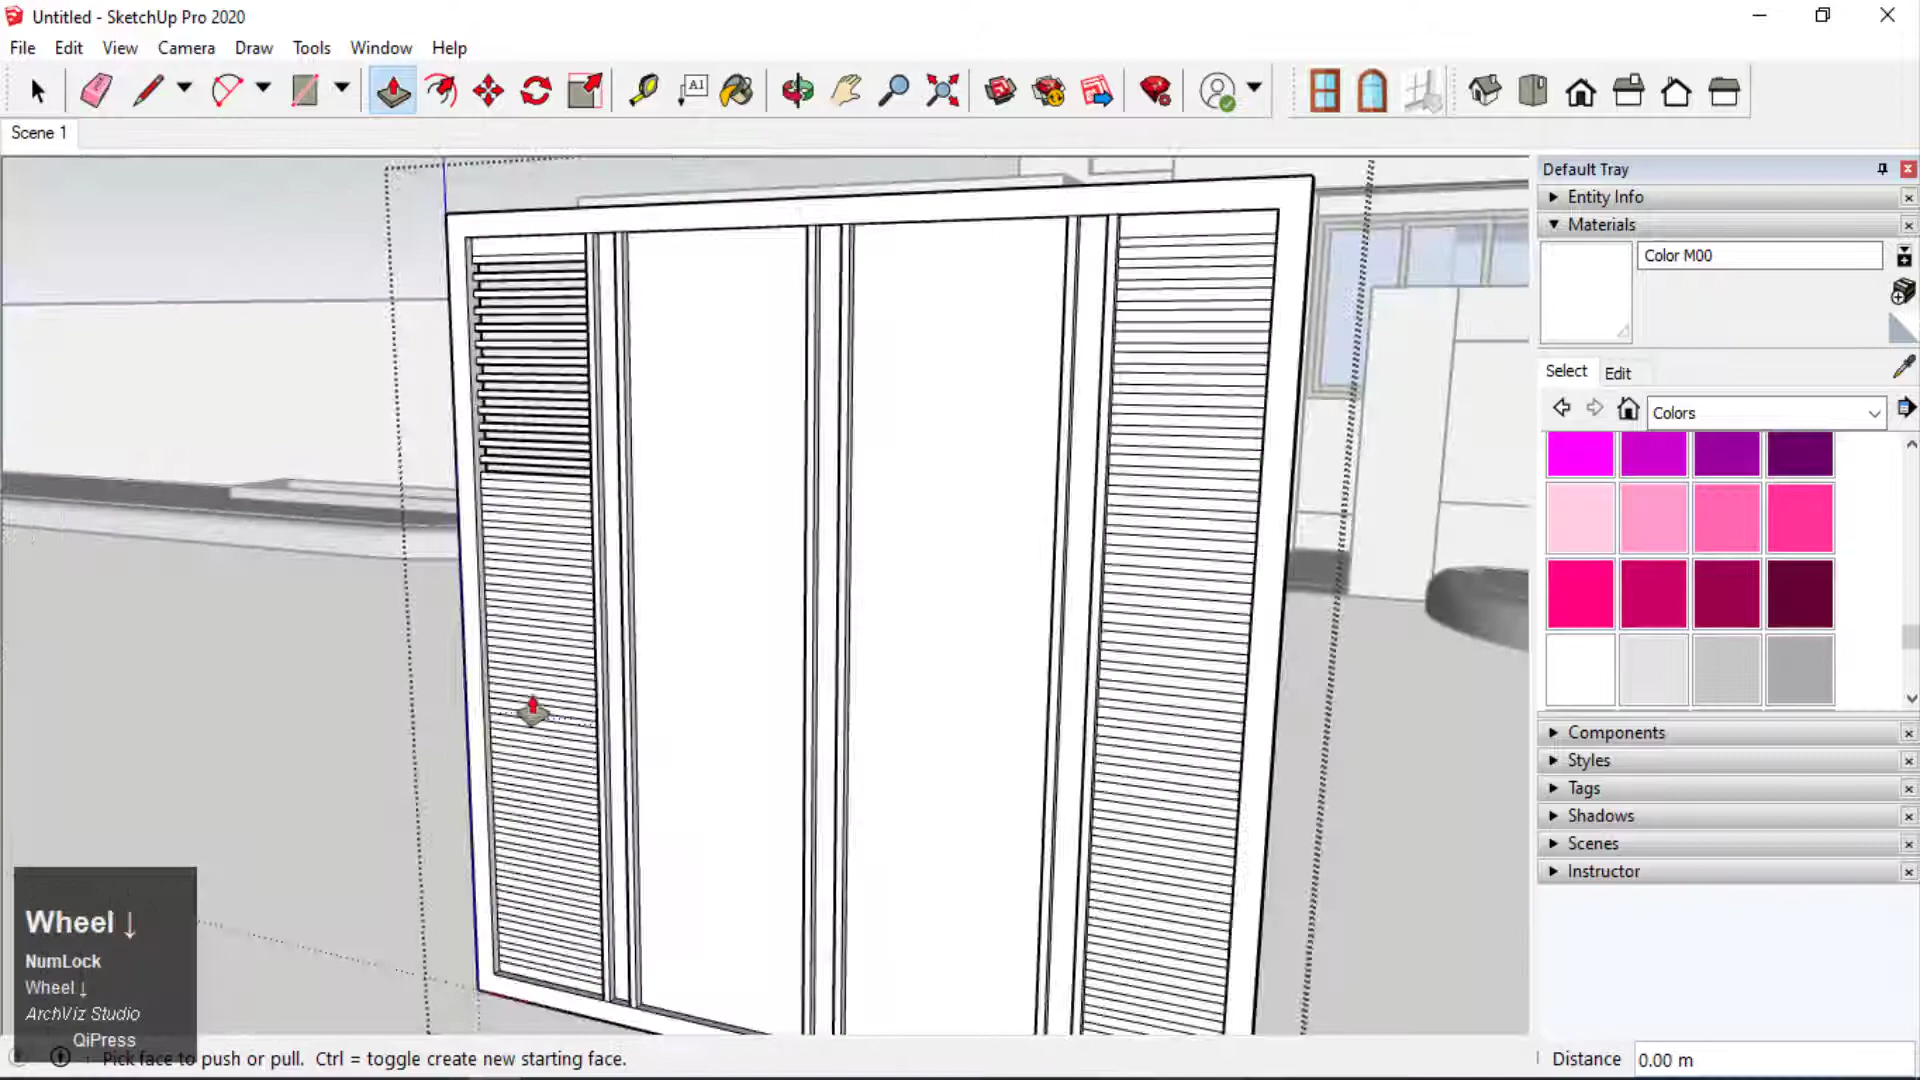 Untitled - SketchUp Pro 2020
File Edit View Camera Draw Tools Window Help
A1
Scene 1
Default Tray
Entity Info
Materials
Color M00
Select Edit
Colors
Components
Styles
Tags
Shadows
Scenes
Instructor
Wheel ↓
NumLock
Wheel ↓
ArchViz Studio
QiPress
Pick face to push or pull. Ctrl = toggle create new starting face.
Distance 0.00 m